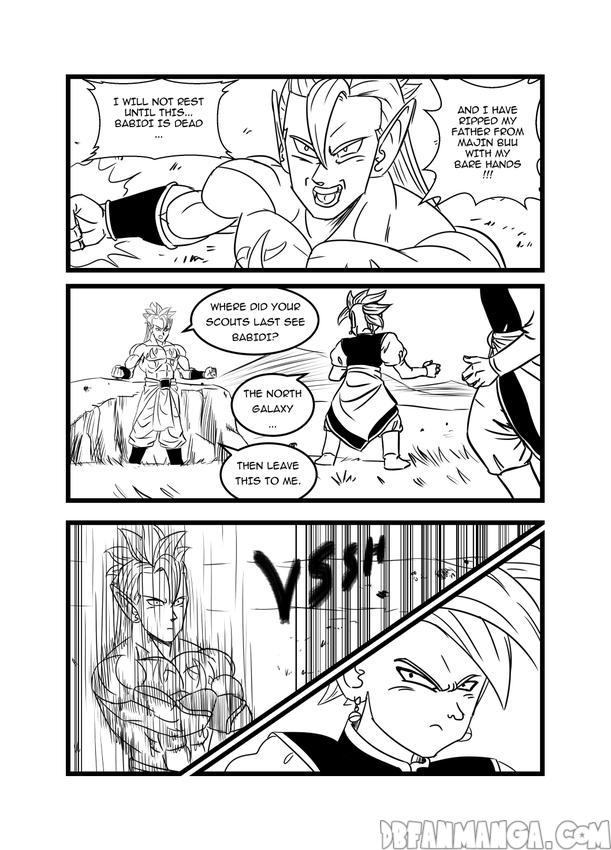 I WILL NOT REST
UNTIL THIS...
BABIDI IS DEAD
...
AND I HAVE
RIPPED MY
FATHER FROM
MAJIN BUU
WITH MY
BARE HANDS
!!!
WHERE DID YOUR
SCOUTS LAST SEE
BABIDI?
THE NORTH
GALAXY
...
THEN LEAVE
THIS TO ME.
VSSH
DBFANMANGA.COM